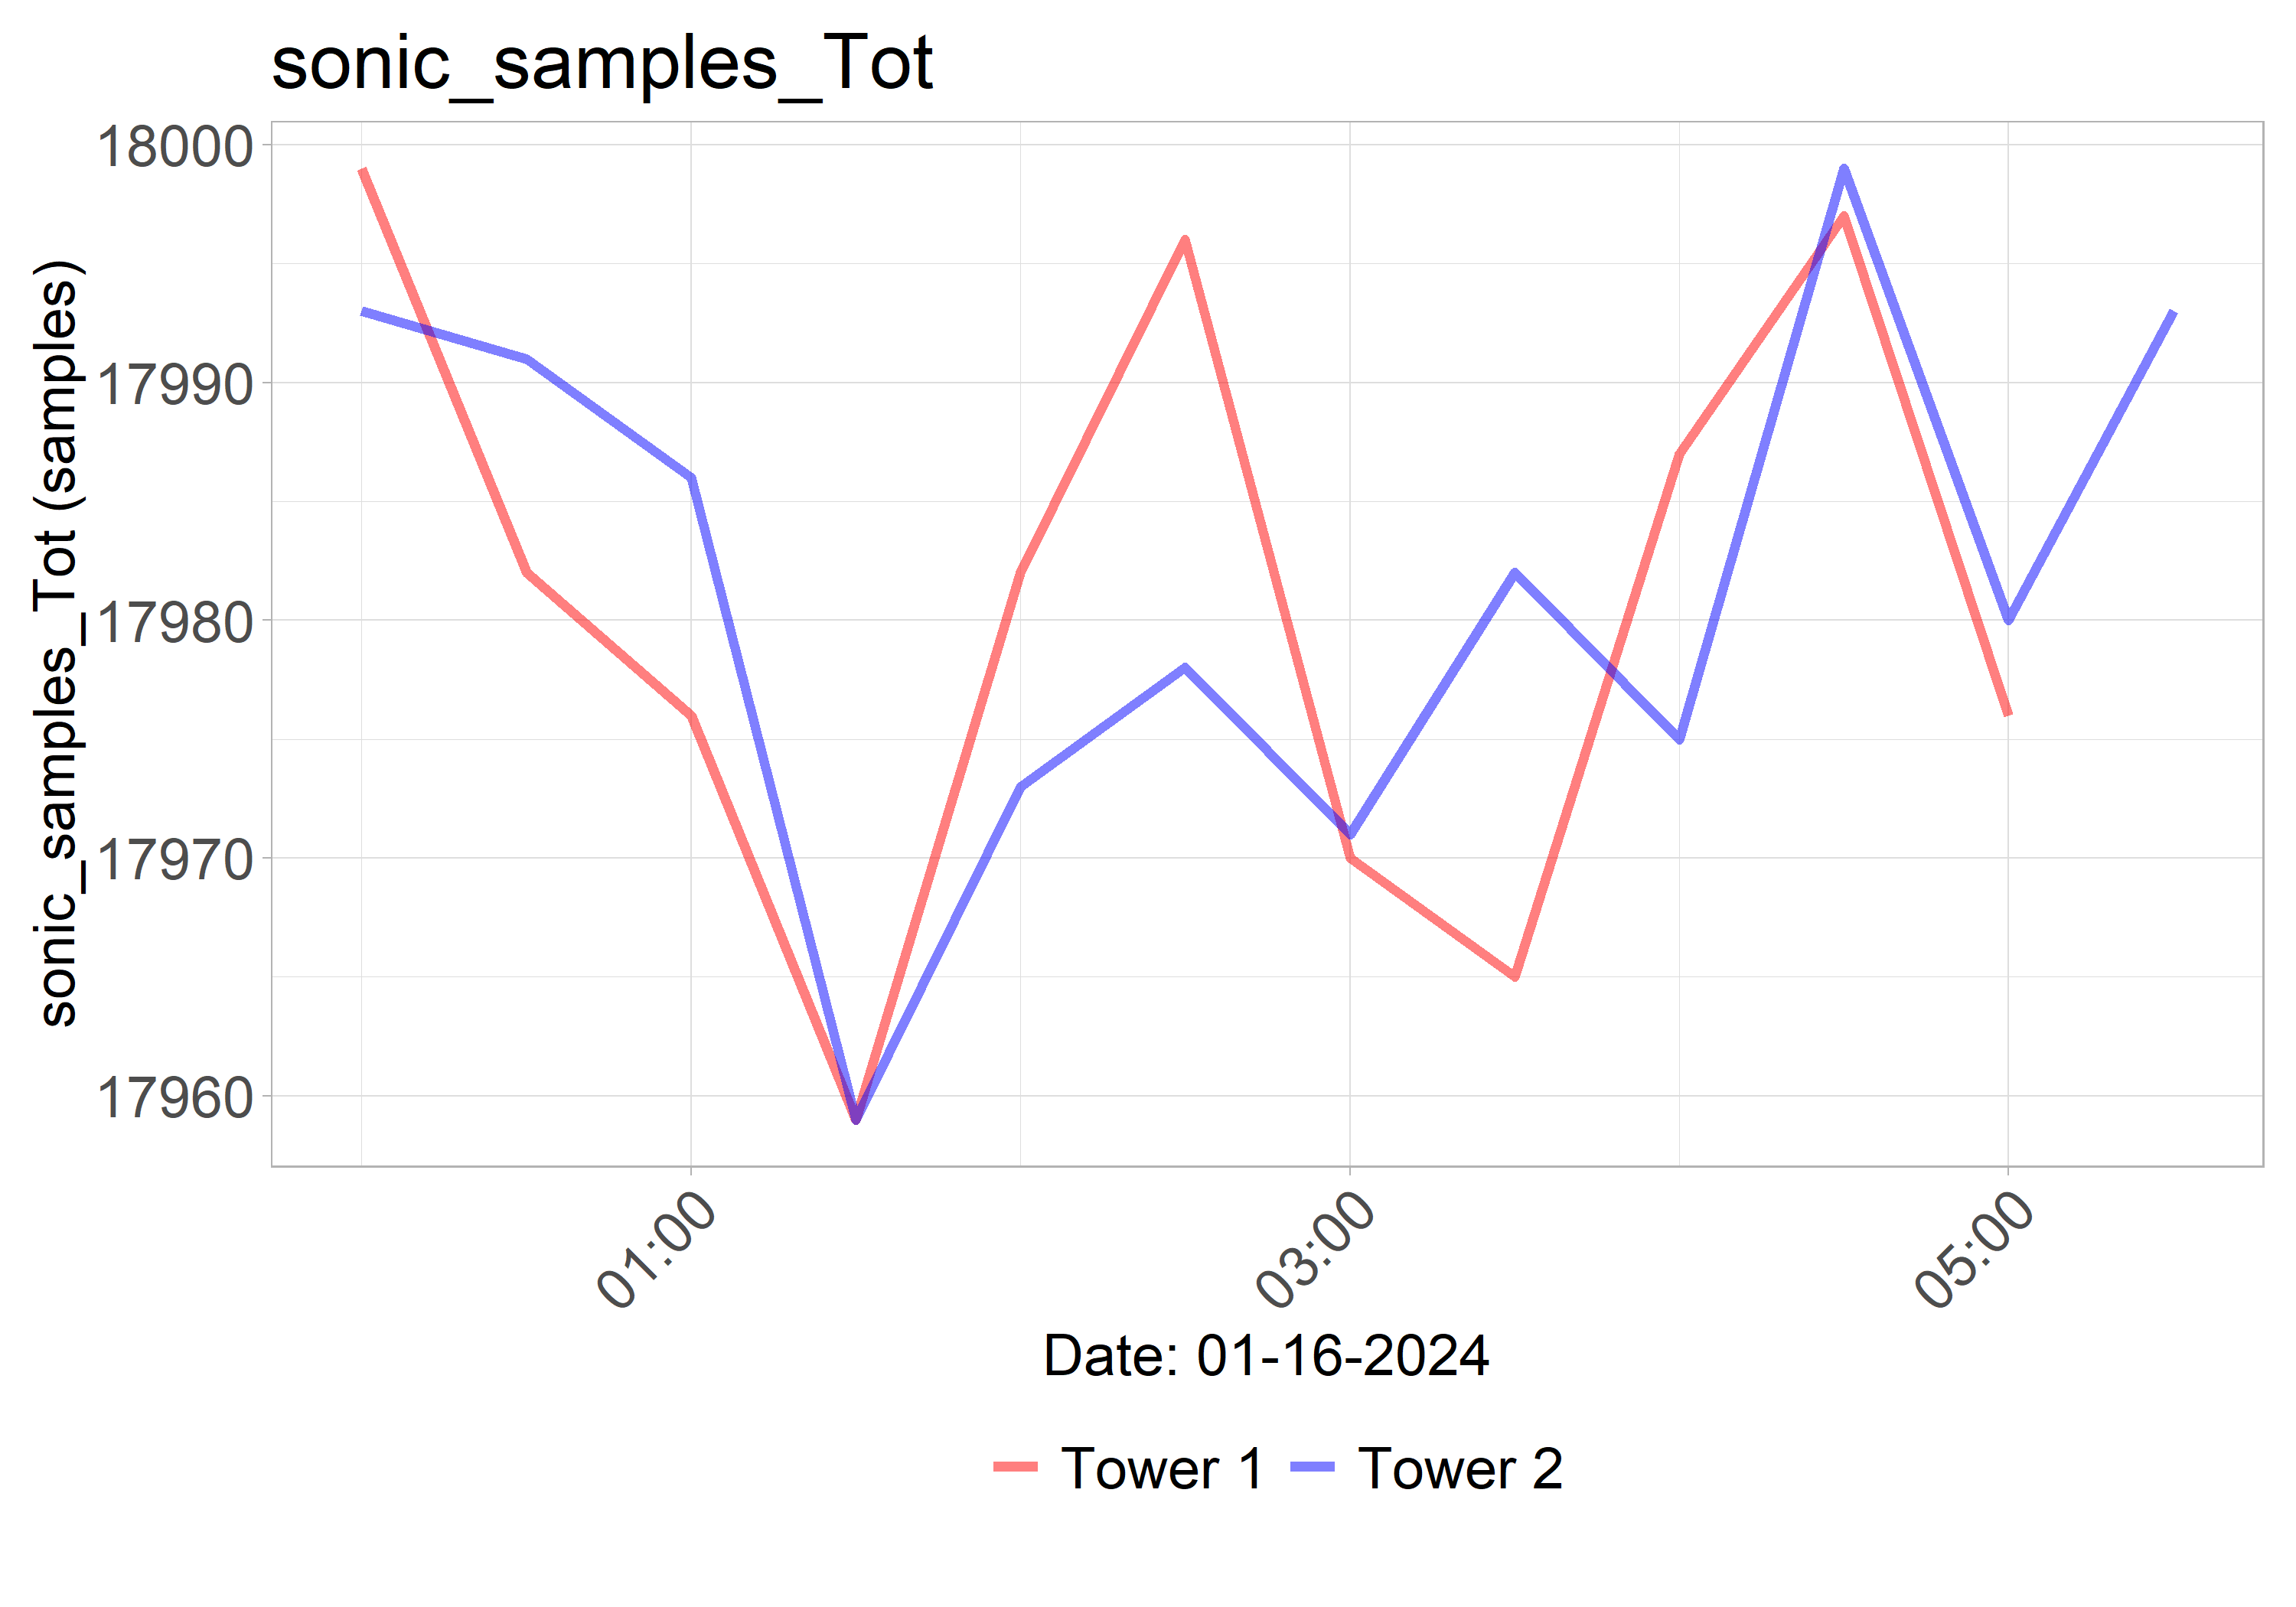 sonic_samples_Tot
sonic_samples_Tot (samples)
18000
17990
17980
17970
17960
01:00
03:00
05:00
Date: 01-16-2024
Tower 1
Tower 2